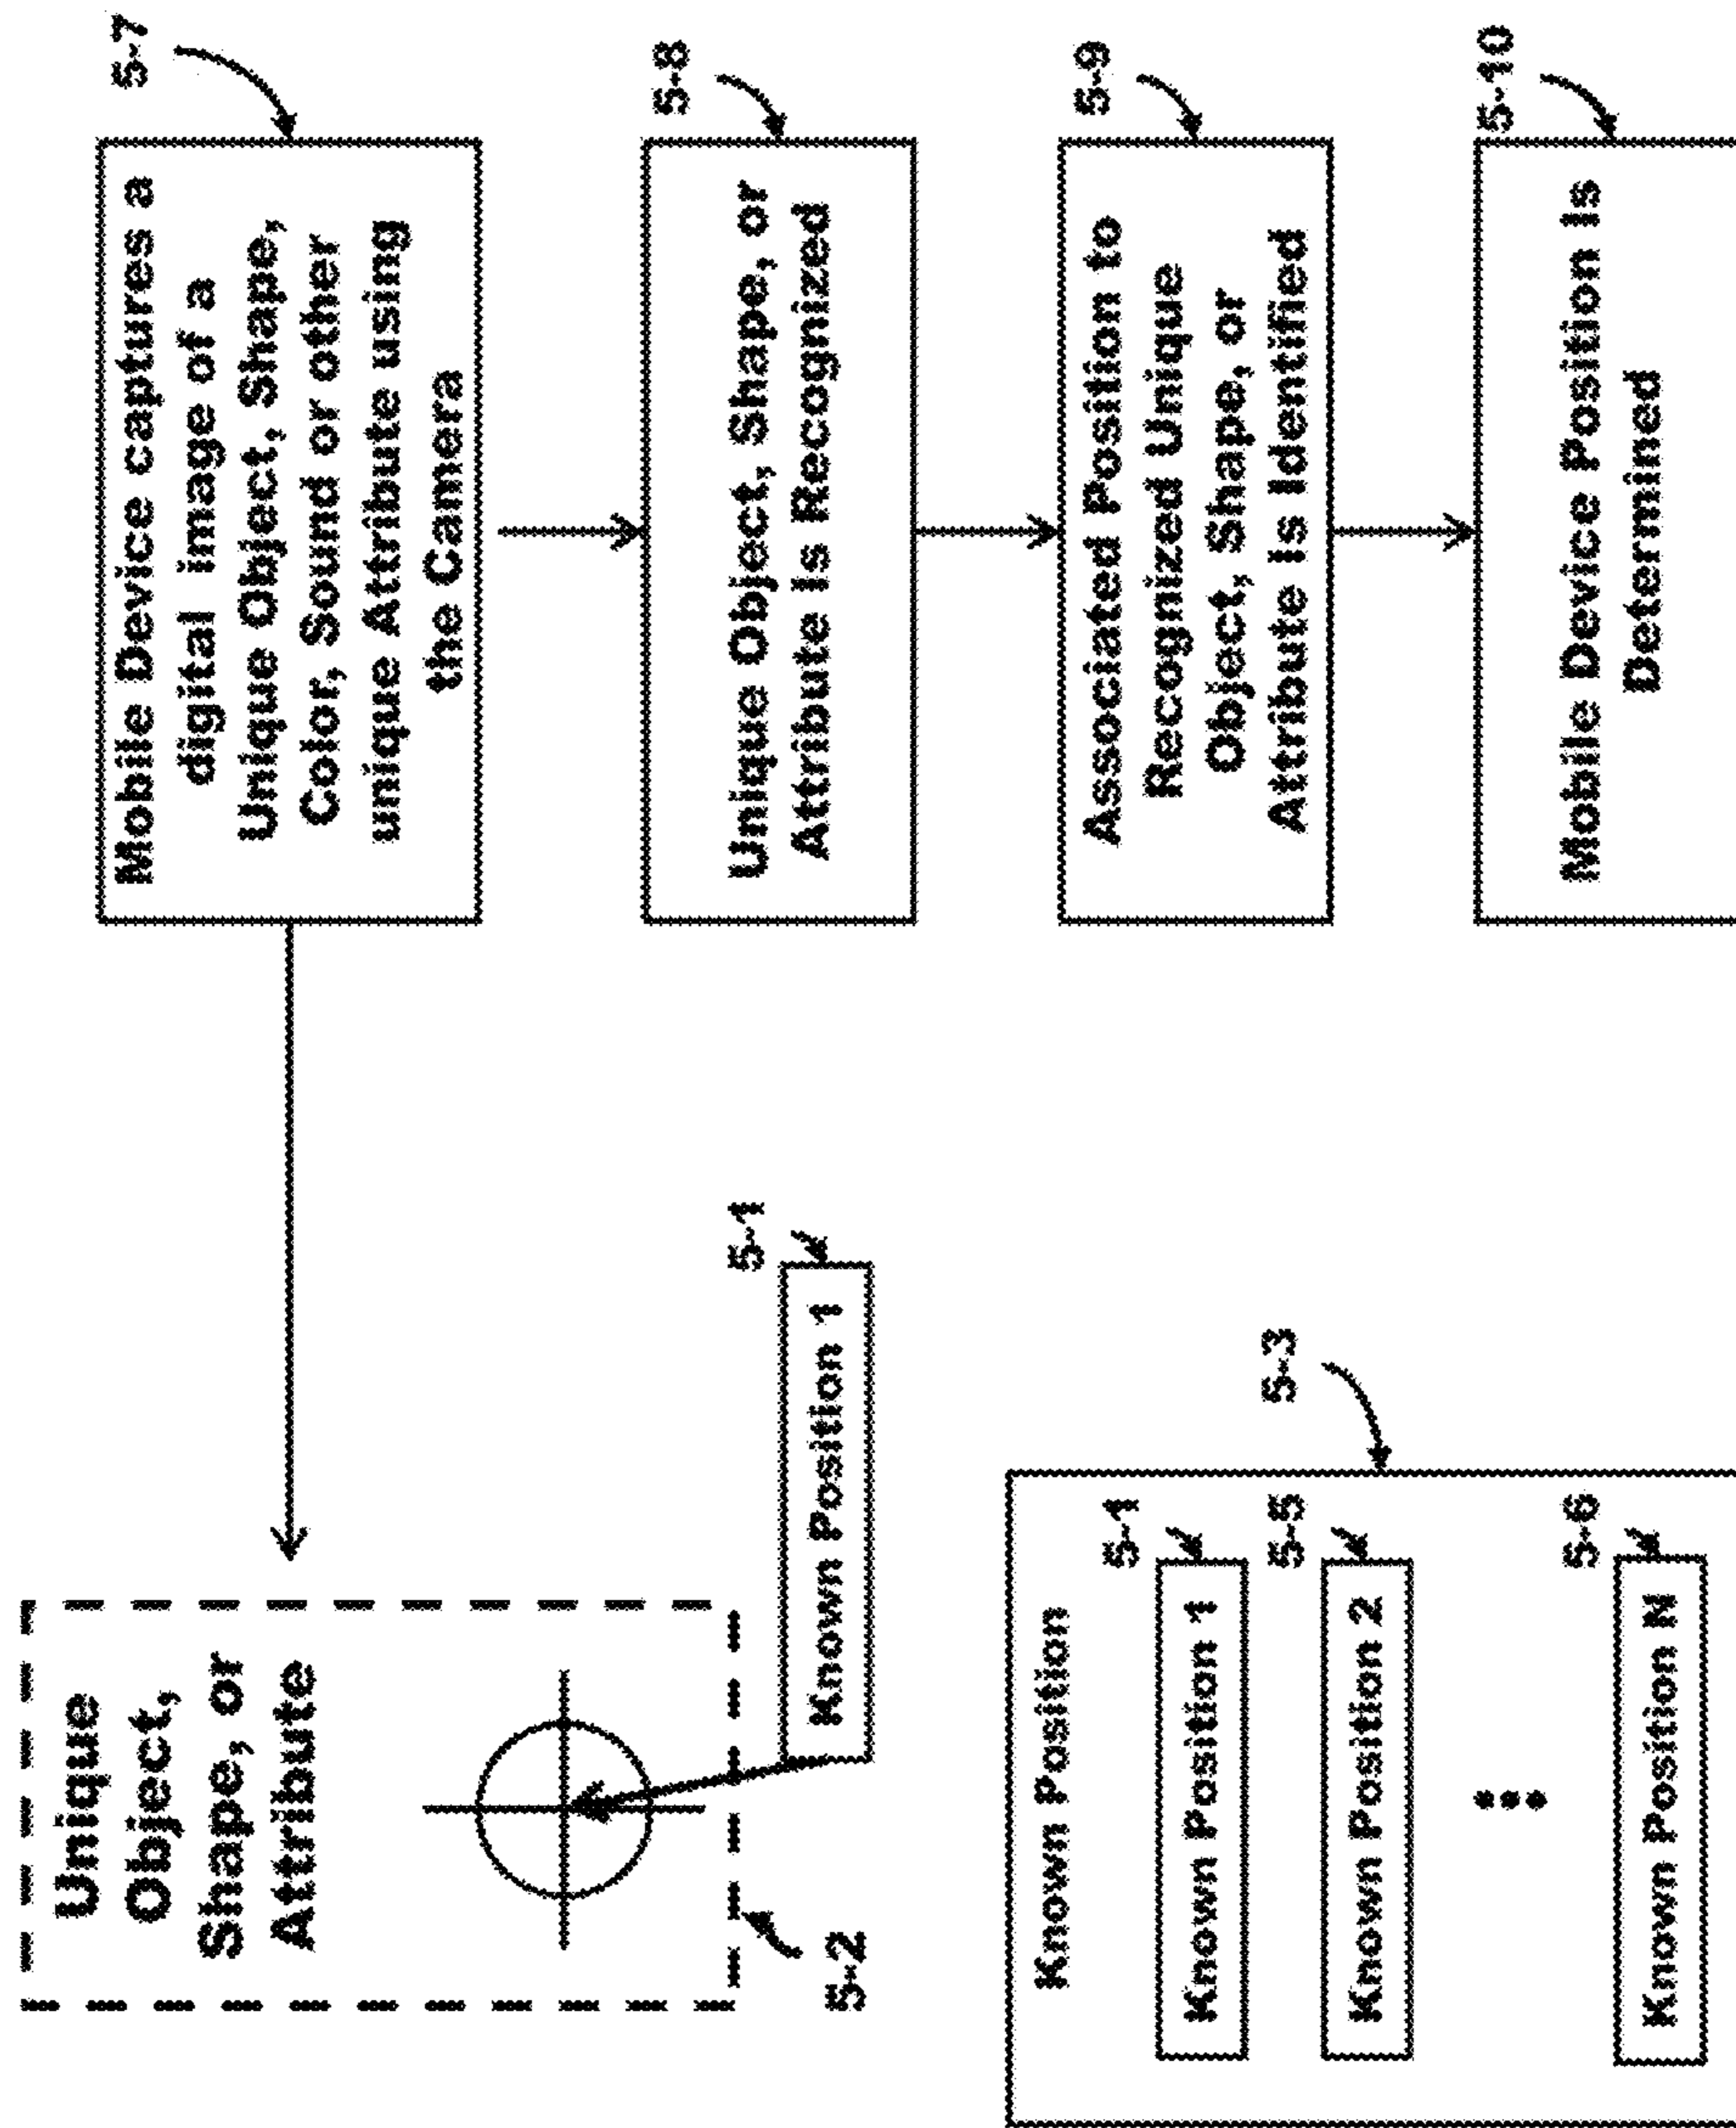 Unique
Object,
Shape, or
Attribute
5-2
Known Position 1
5-1
Known Position
5-3
Known Position 1
5-1
Known Position 2
5-5
•••
Known Position N
5-6
5-7
Mobile Device captures a
digital image of a
Unique Object, Shape,
Color, Sound or other
unique Attribute using
the Camera
5-8
Unique Object, Shape, or
Attribute is Recognized
5-9
Associated Position to
Recognized Unique
Object, Shape, or
Attribute is Identified
5-10
Mobile Device Position is
Determined